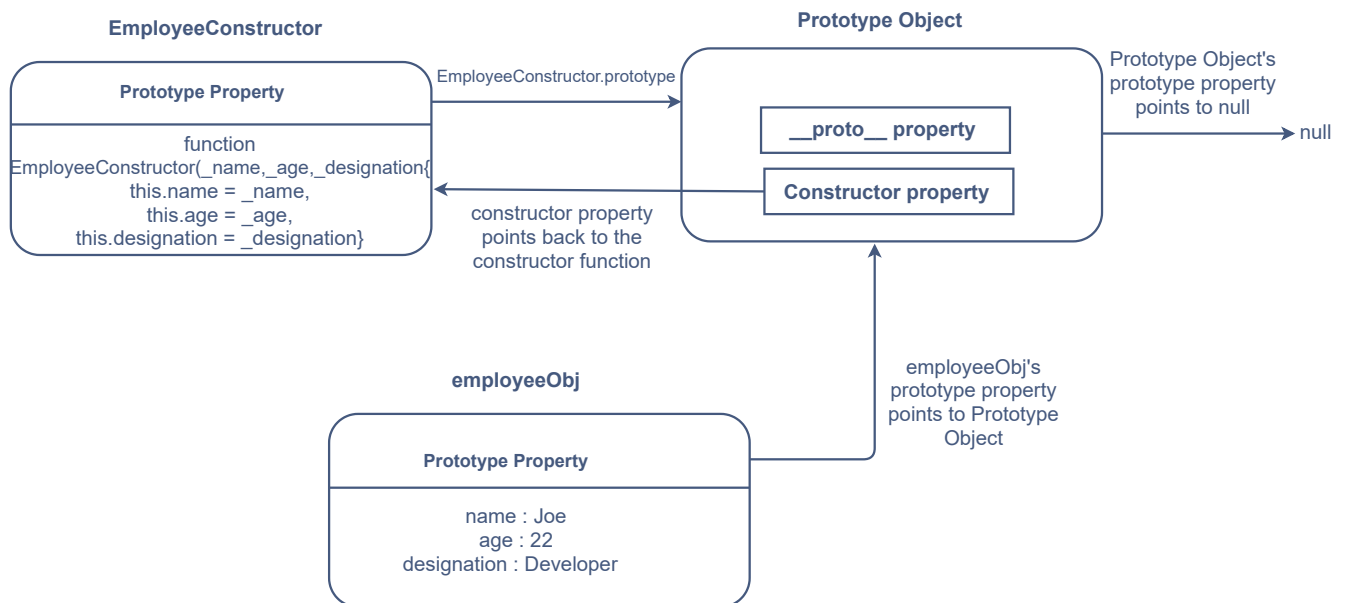 EmployeeConstructor
Prototype Property
function
EmployeeConstructor(_name,_age,_designation{
this.name = _name,
this.age = _age,
this.designation = _designation}
EmployeeConstructor.prototype
Prototype Object
__proto__ property
Constructor property
constructor property
points back to the
constructor function
Prototype Object's
prototype property
points to null
null
employeeObj
Prototype Property
name : Joe
age : 22
designation : Developer
employeeObj's
prototype property
points to Prototype
Object